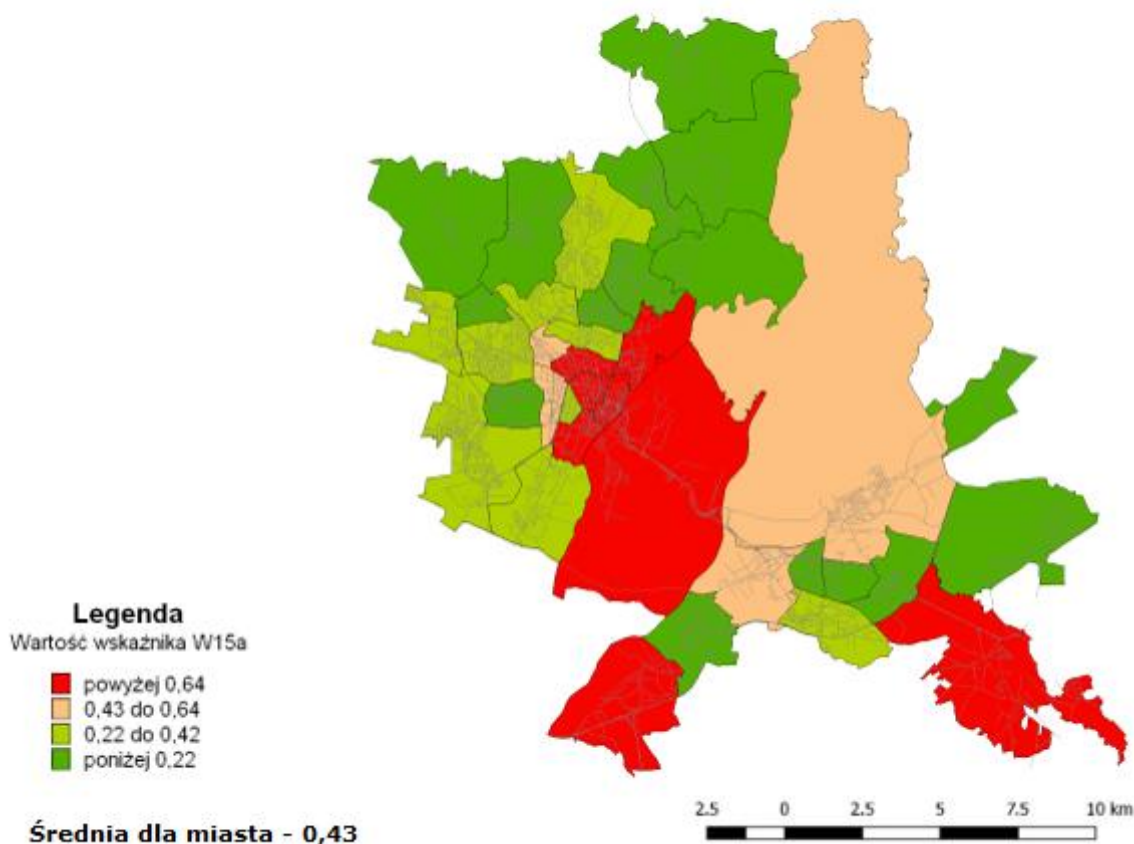 Legenda
Wartość wskaźnika W15a
powyżej 0,64
0,43 do 0,64
0,22 do 0,42
poniżej 0,22
Średnia dla miasta - 0,43
2.5 0 2.5 5 7.5 10 km